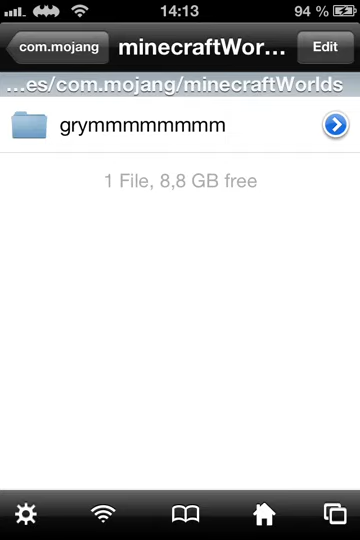 14:13
94 %
com.mojang
minecraftWor...
Edit
...es/com.mojang/minecraftWorlds
grymmmmmmmm
1 File, 8,8 GB free